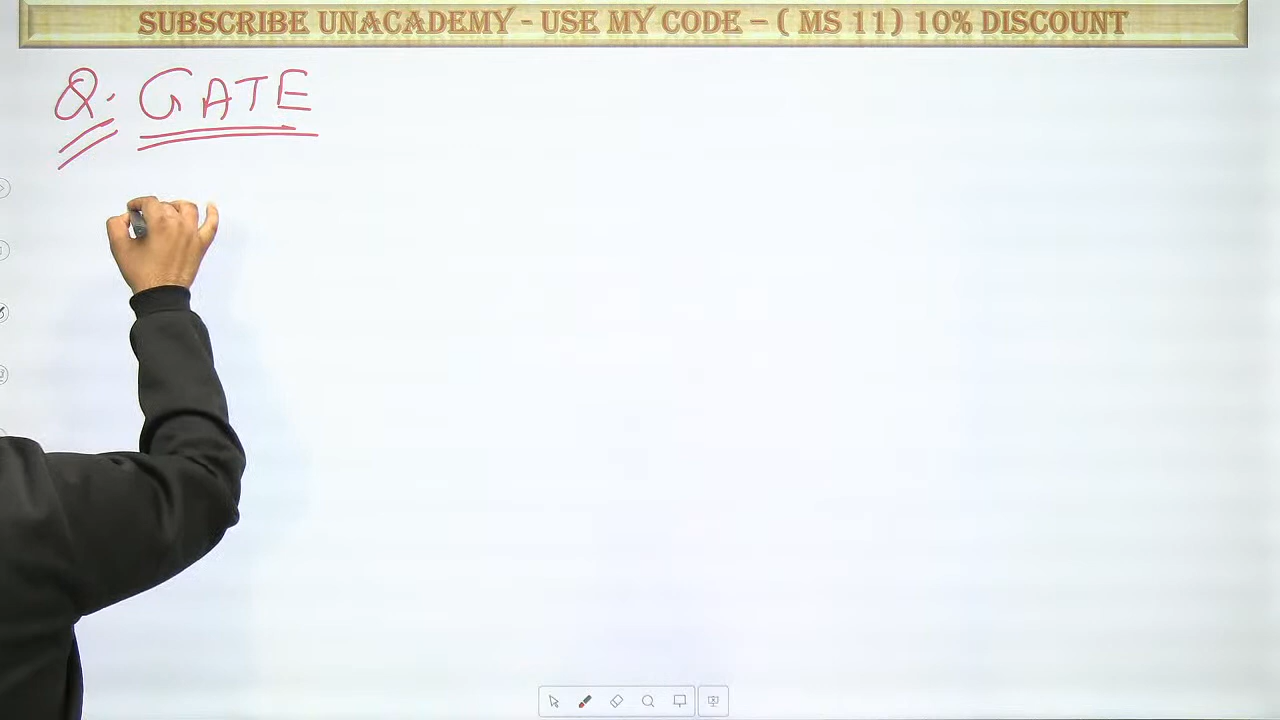 SUBSCRIBE UNACADEMY - USE MY CODE – ( MS 11) 10% DISCOUNT
Q. GATE